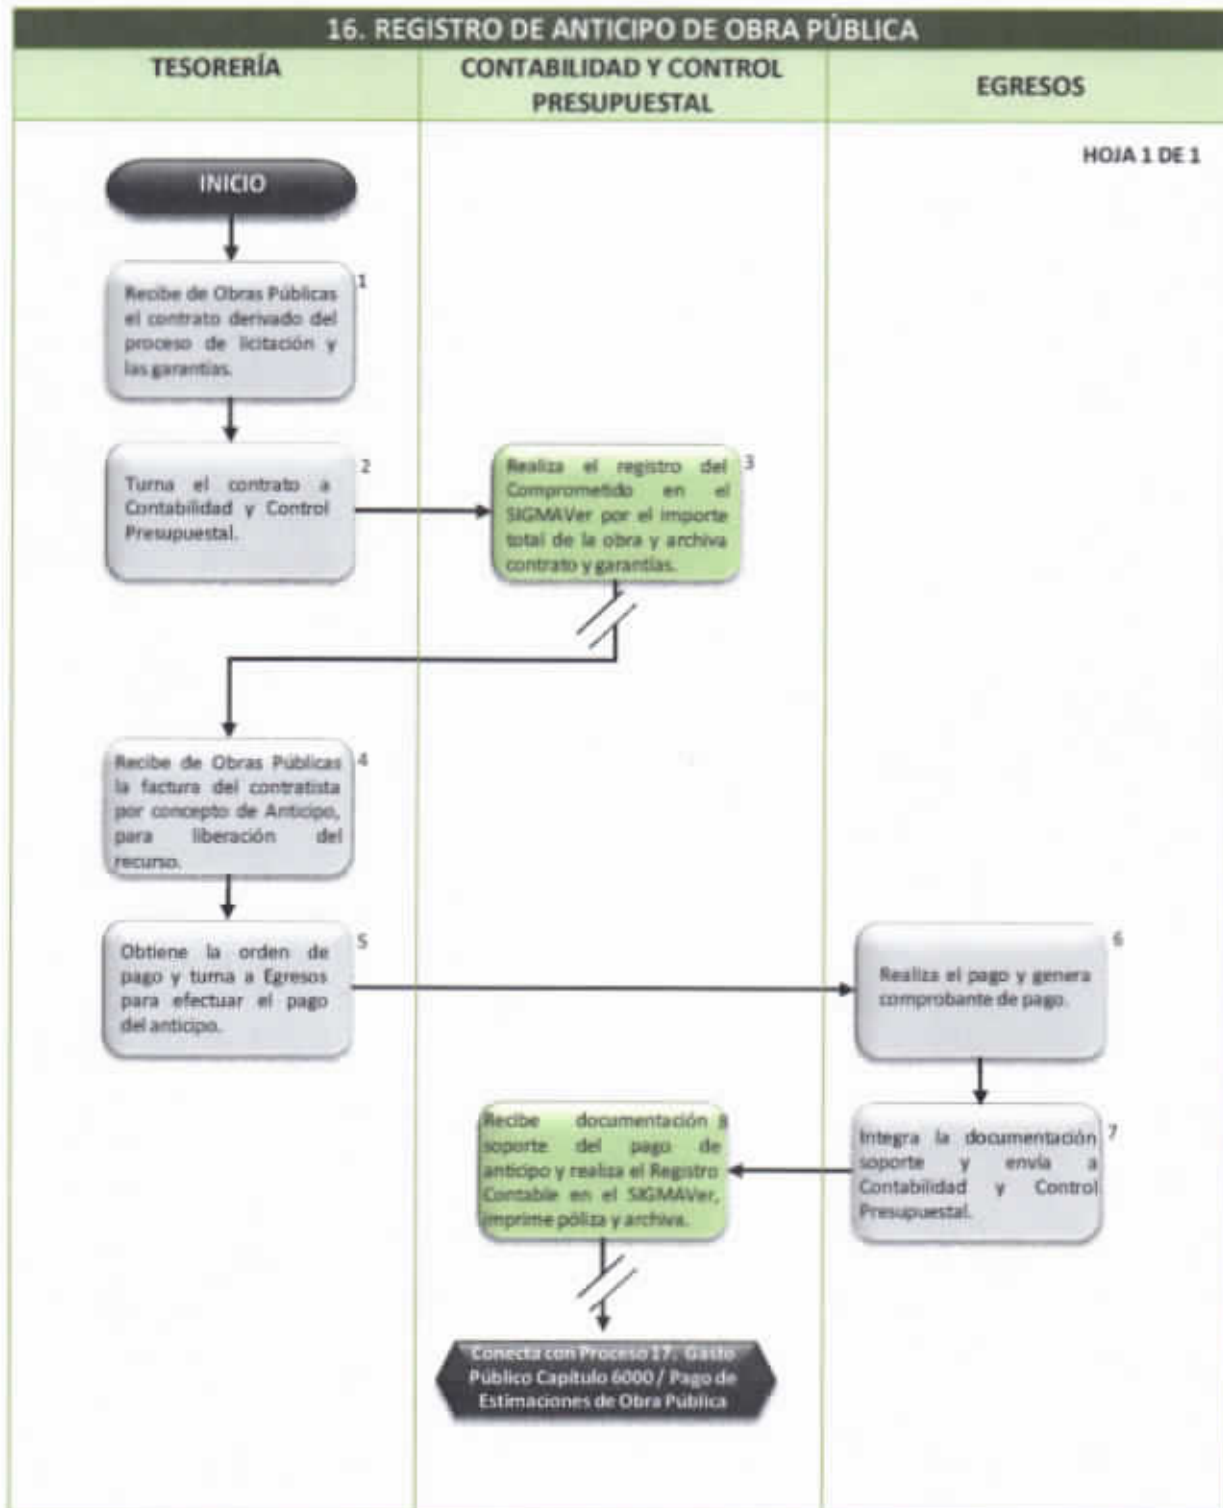 16. REGISTRO DE ANTICIPO DE OBRA PÚBLICA
TESORERÍA
CONTABILIDAD Y CONTROL
PRESUPUESTAL
EGRESOS
HOJA 1 DE 1
INICIO
1
Recibe de Obras Públicas
el contrato derivado del
proceso de licitación y
las garantías.
2
Turna el contrato a
Contabilidad y Control
Presupuestal.
3
Realiza el registro del
Comprometido en el
SIGMAVer por el importe
total de la obra y archiva
contrato y garantías.
4
Recibe de Obras Públicas
la factura del contratista
por concepto de Anticipo,
para liberación del
recurso.
5
Obtiene la orden de
pago y turna a Egresos
para efectuar el pago
del anticipo.
6
Realiza el pago y genera
comprobante de pago.
7
Integra la documentación
soporte y envía a
Contabilidad y Control
Presupuestal.
8
Recibe documentación
soporte del pago de
anticipo y realiza el Registro
Contable en el SIGMAVer,
imprime póliza y archiva.
Conecta con Proceso 17. Gasto
Público Capítulo 6000 / Pago de
Estimaciones de Obra Pública